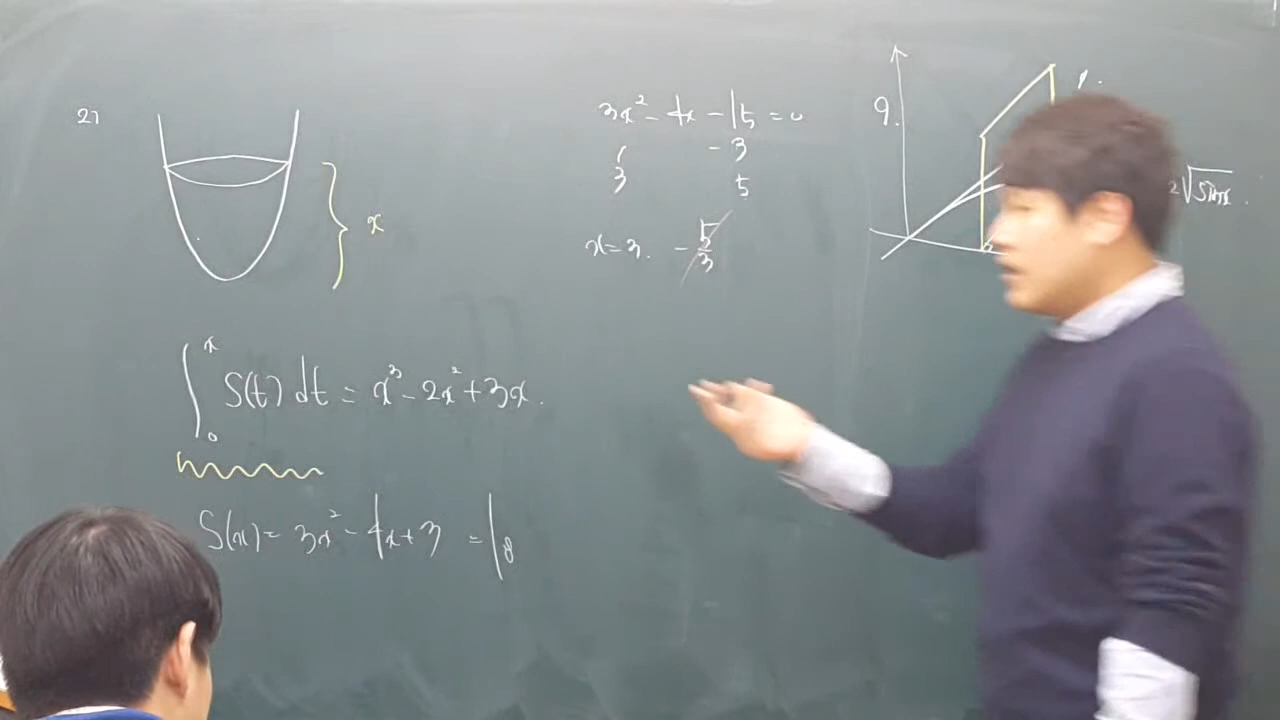 27
x
∫₀ˣ S(t) dt = x³ - 2x² + 3x.
S(x) = 3x² - 4x + 3 = 18
3x² - 4x - 15 = 0
1 -3
3 5
x = 3. -5/3
9.
2√sinx.